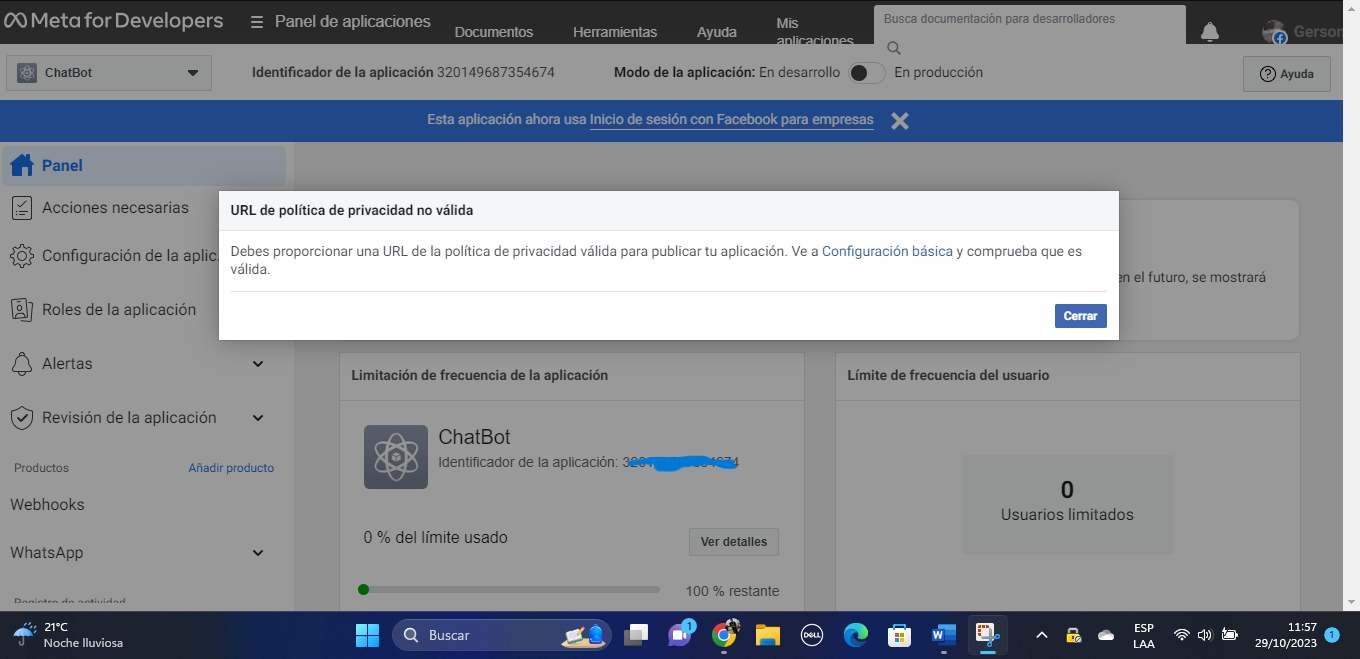 Meta for Developers
Panel de aplicaciones
Documentos
Herramientas
Ayuda
Mis
aplicaciones
Busca documentación para desarrolladores
Gerson
ChatBot
Identificador de la aplicación 320149687354674
Modo de la aplicación: En desarrollo
En producción
Ayuda
Esta aplicación ahora usa Inicio de sesión con Facebook para empresas
Panel
Acciones necesarias
Configuración de la aplic.
Roles de la aplicación
Alertas
Revisión de la aplicación
Productos
Añadir producto
Webhooks
WhatsApp
Registro de actividad
URL de política de privacidad no válida
Debes proporcionar una URL de la política de privacidad válida para publicar tu aplicación. Ve a Configuración básica y comprueba que es
válida.
Cerrar
en el futuro, se mostrará
Limitación de frecuencia de la aplicación
ChatBot
Identificador de la aplicación:
0 % del límite usado
Ver detalles
100 % restante
Límite de frecuencia del usuario
0
Usuarios limitados
21°C
Noche lluviosa
Buscar
1
DELL
W
ESP
LAA
11:57
29/10/2023
1